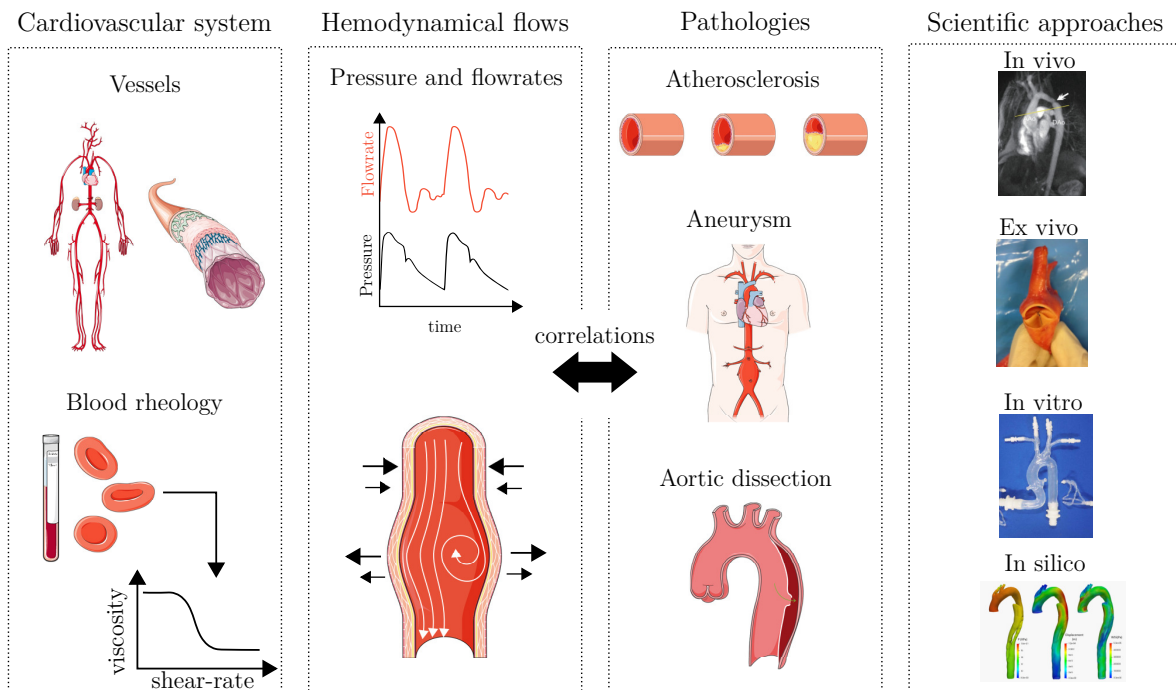 Cardiovascular system
Vessels
Blood rheology
viscosity
shear-rate
Hemodynamical flows
Pressure and flowrates
Flowrate
Pressure
time
correlations
Pathologies
Atherosclerosis
Aneurysm
Aortic dissection
Scientific approaches
In vivo
DAo
Ex vivo
In vitro
In silico